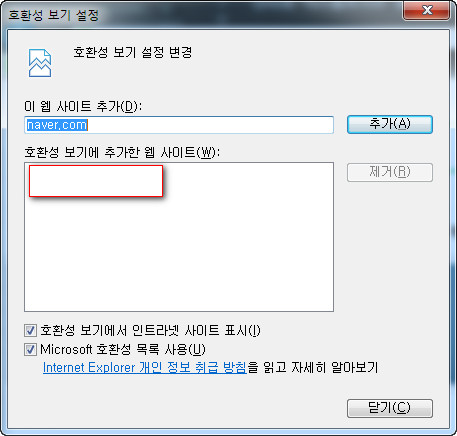 호환성 보기 설정
호환성 보기 설정 변경
이 웹 사이트 추가(D):
naver.com
추가(A)
호환성 보기에 추가한 웹 사이트(W):
제거(R)
호환성 보기에서 인트라넷 사이트 표시(I)
Microsoft 호환성 목록 사용(U)
Internet Explorer 개인 정보 취급 방침을 읽고 자세히 알아보기
닫기(C)